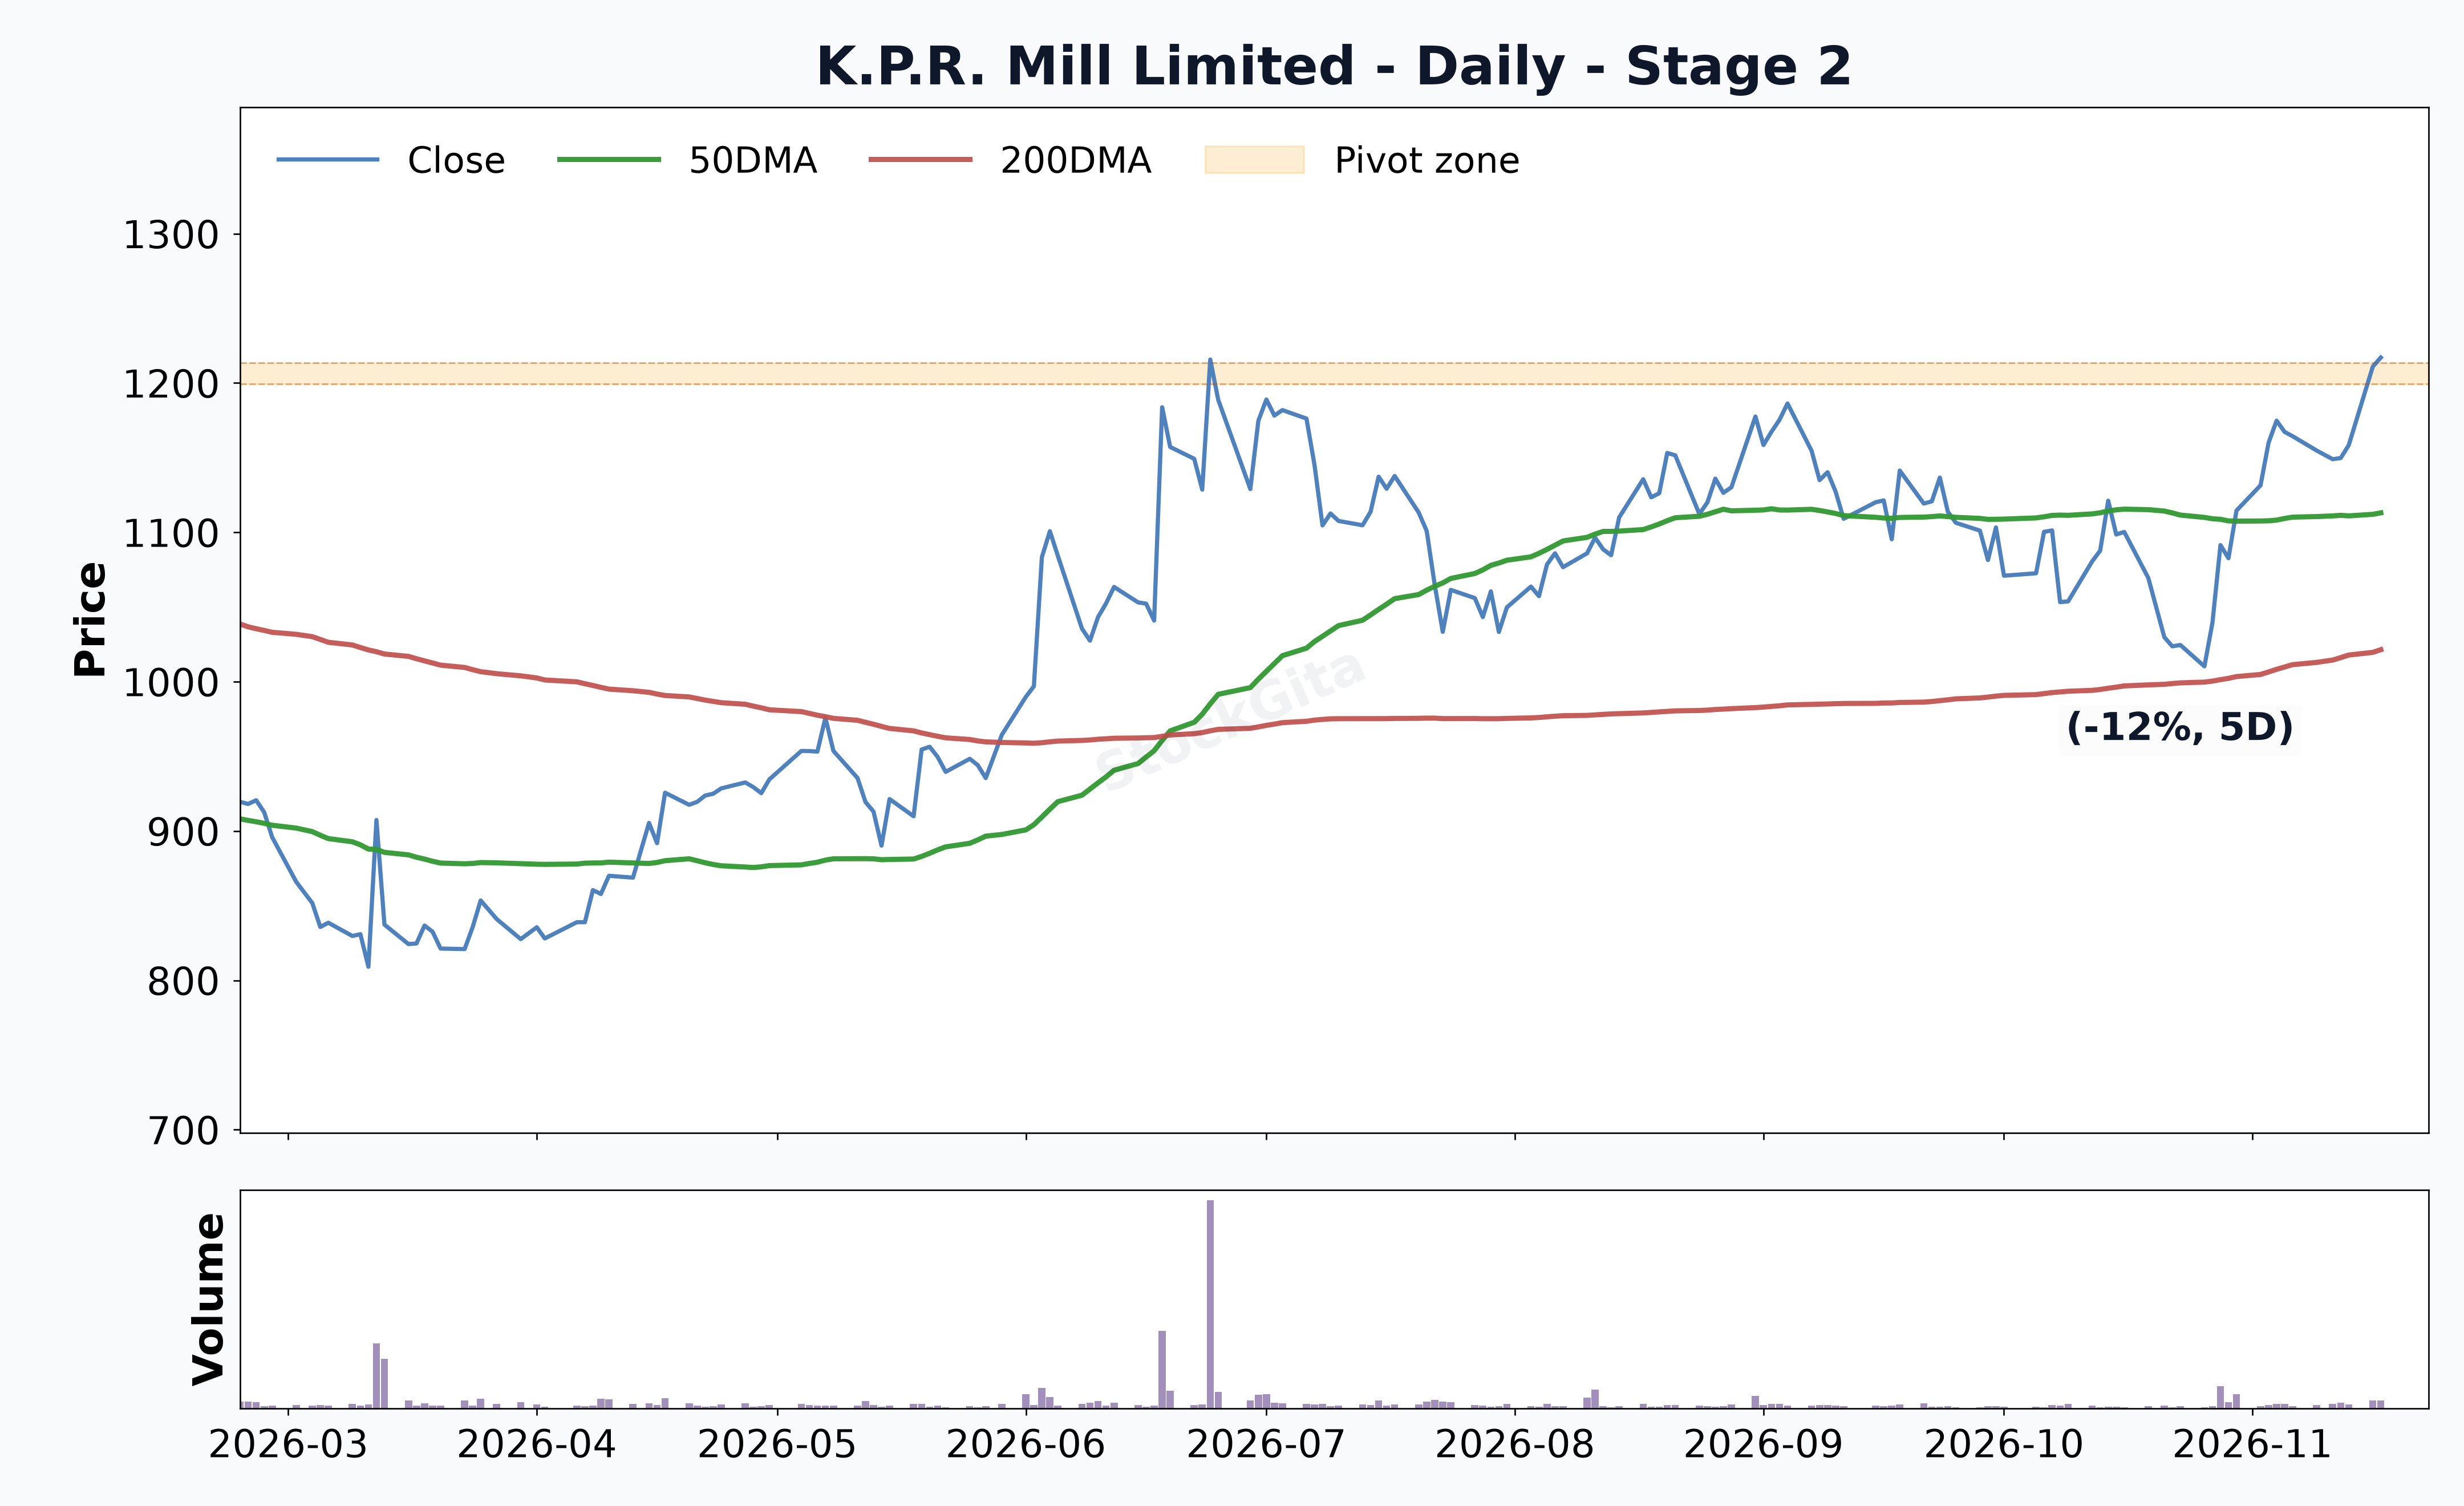 K.P.R. Mill Limited - Daily - Stage 2
Close 50DMA 200DMA Pivot zone
Price
1300
1200
1100
1000
900
800
700
StockGita
(-12%, 5D)
Volume
2026-03 2026-04 2026-05 2026-06 2026-07 2026-08 2026-09 2026-10 2026-11